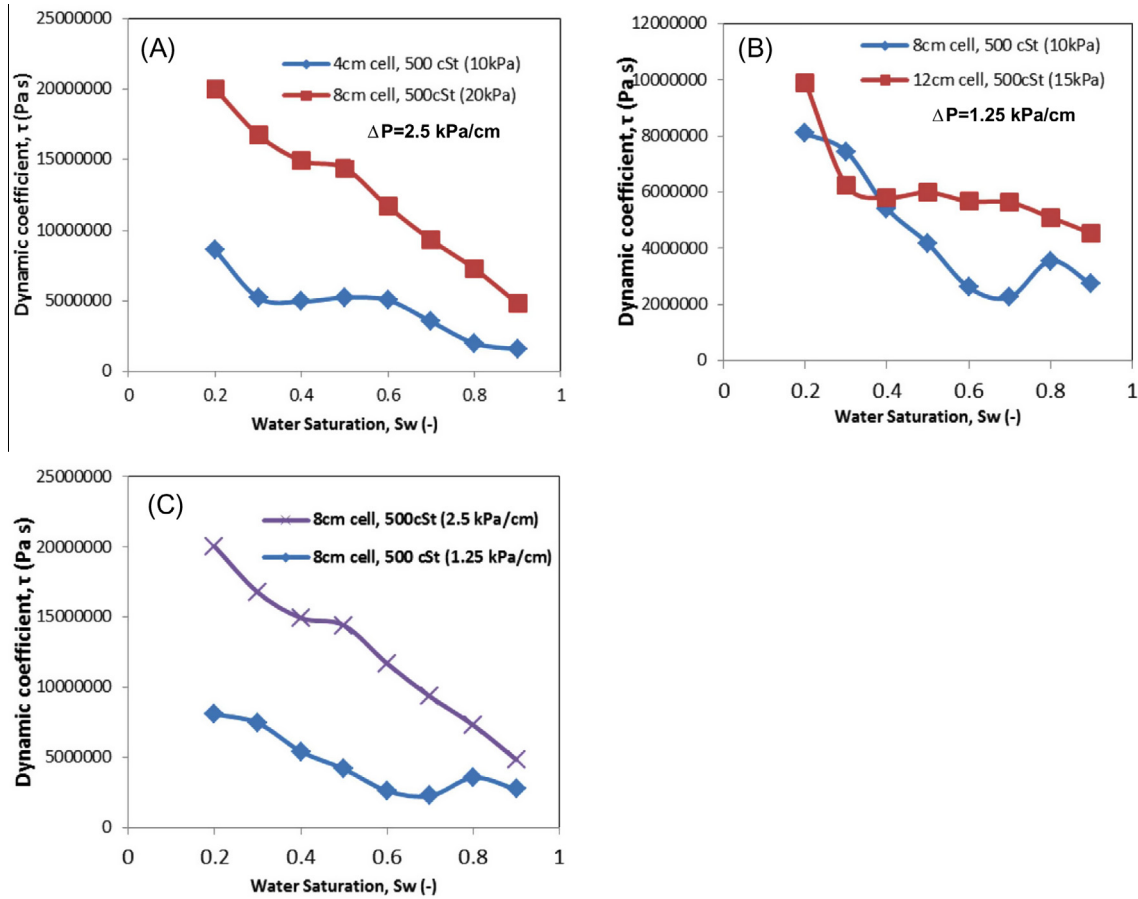 (A)
25000000
20000000
15000000
10000000
5000000
0
Dynamic coefficient, τ (Pa s)
4cm cell, 500 cSt (10kPa)
8cm cell, 500cSt (20kPa)
ΔP=2.5 kPa/cm
0 0.2 0.4 0.6 0.8 1
Water Saturation, Sw (-)
(B)
12000000
10000000
8000000
6000000
4000000
2000000
0
Dynamic coefficient, τ (Pa s)
8cm cell, 500 cSt (10kPa)
12cm cell, 500cSt (15kPa)
ΔP=1.25 kPa/cm
0 0.2 0.4 0.6 0.8 1
Water Saturation, Sw (-)
(C)
25000000
20000000
15000000
10000000
5000000
0
Dynamic coefficient, τ (Pa s)
8cm cell, 500cSt (2.5 kPa/cm)
8cm cell, 500 cSt (1.25 kPa/cm)
0 0.2 0.4 0.6 0.8 1
Water Saturation, Sw (-)